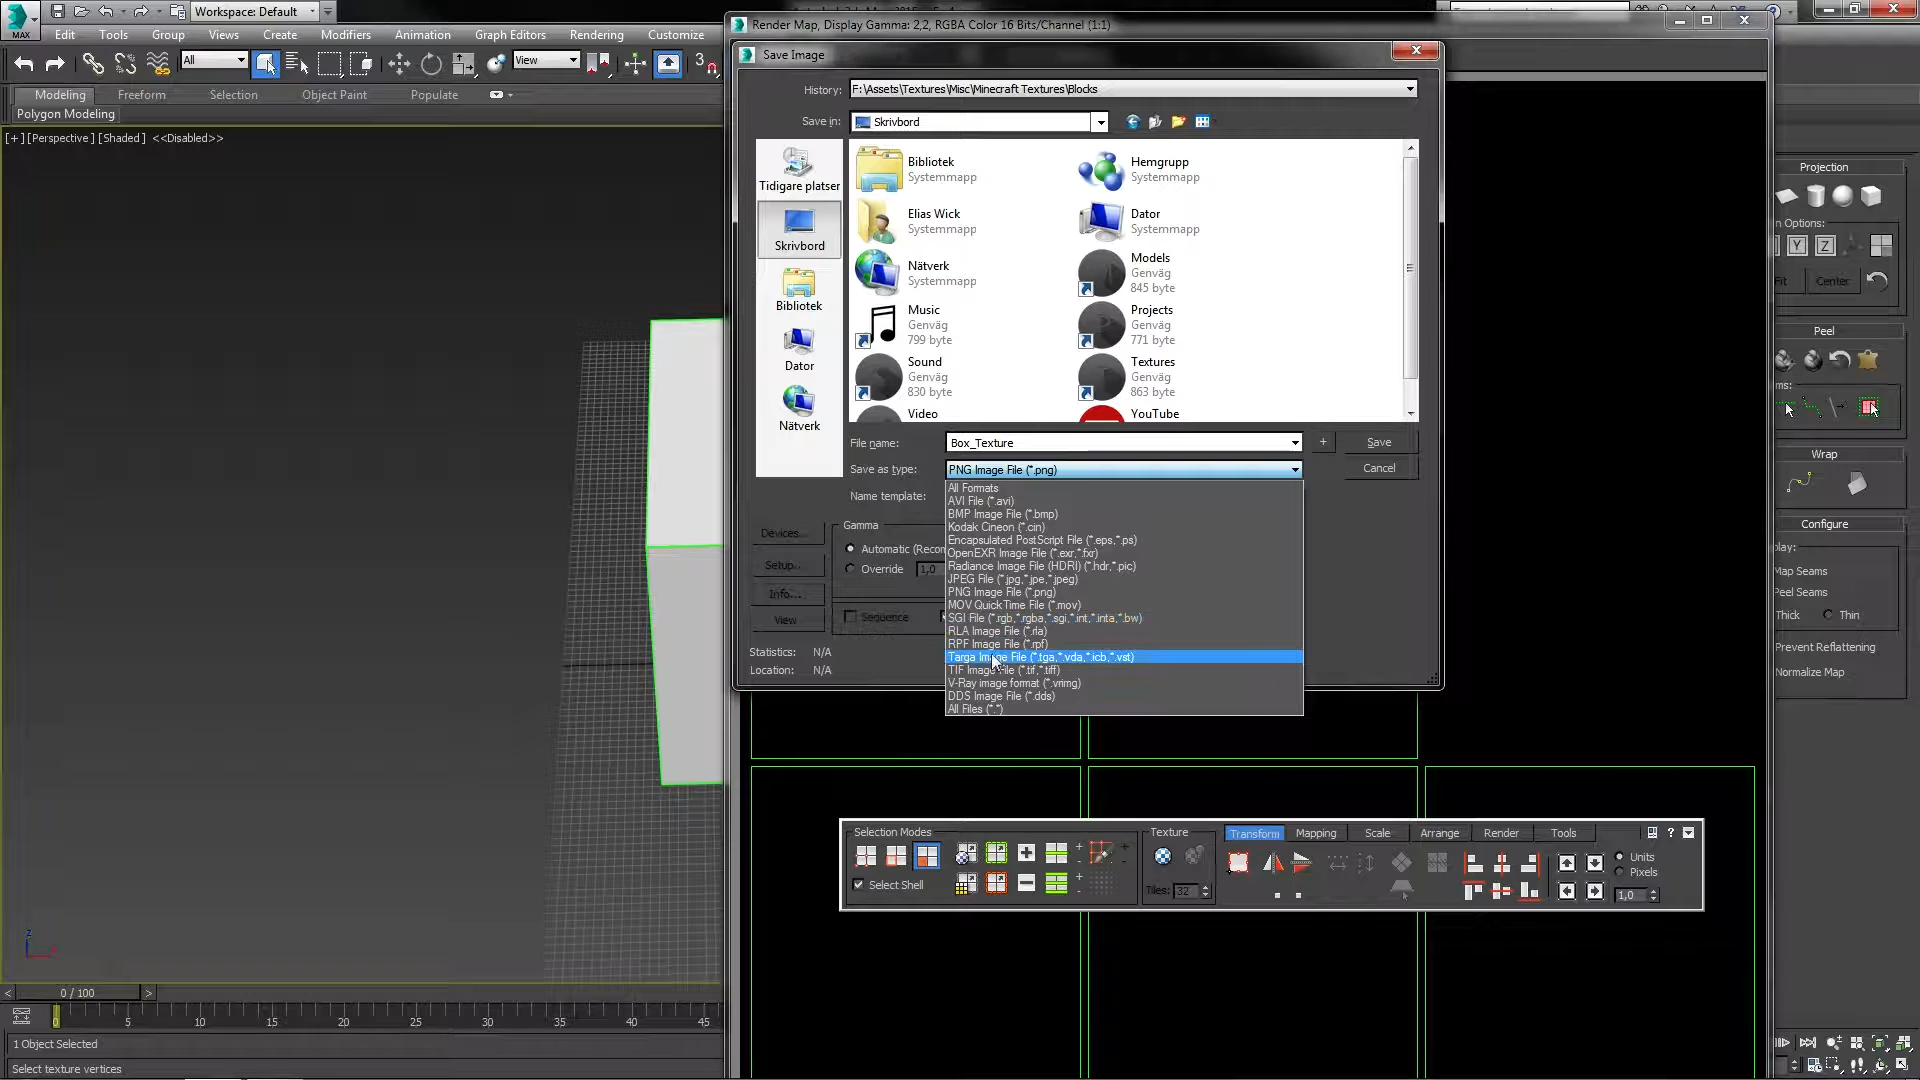 MAX
Workspace: Default
Render Map, Display Gamma: 2,2, RGBA Color 16 Bits/Channel (1:1)
Edit Tools Group Views Create Modifiers Animation Graph Editors Rendering Customize
All
View
Modeling Freeform Selection Object Paint Populate
Polygon Modeling
[+] [Perspective] [Shaded] <<Disabled>>
Save Image
History: F:\Assets\Textures\Misc\Minecraft Textures\Blocks
Save in: Skrivbord
Tidigare platser
Skrivbord
Bibliotek
Dator
Nätverk
Bibliotek
Systemmapp
Hemgrupp
Systemmapp
Elias Wick
Systemmapp
Dator
Systemmapp
Nätverk
Systemmapp
Models
Genväg
845 byte
Music
Genväg
799 byte
Projects
Genväg
771 byte
Sound
Genväg
830 byte
Textures
Genväg
863 byte
Video
YouTube
File name: Box_Texture + Save
Save as type: PNG Image File (*.png) Cancel
Name template:
All Formats
AVI File (*.avi)
BMP Image File (*.bmp)
Kodak Cineon (*.cin)
Encapsulated PostScript File (*.eps,*.ps)
OpenEXR Image File (*.exr,*.fxr)
Radiance Image File (HDRI) (*.hdr,*.pic)
JPEG File (*.jpg,*.jpe,*.jpeg)
PNG Image File (*.png)
MOV QuickTime File (*.mov)
SGI File (*.rgb,*.rgba,*.sgi,*.int,*.inta,*.bw)
RLA Image File (*.rla)
RPF Image File (*.rpf)
Targa Image File (*.tga,*.vda,*.icb,*.vst)
TIF Image File (*.tif,*.tiff)
V-Ray image format (*.vrimg)
DDS Image File (*.dds)
All Files (*.*)
Devices...
Setup...
Info...
View
Gamma
Automatic (Recom
Override 1,0
Sequence
Statistics: N/A
Location: N/A
Projection
n Options:
Y Z
Fit Center
Peel
ms:
Wrap
Configure
play:
Map Seams
Peel Seams
Thick Thin
Prevent Reflattening
Normalize Map
Selection Modes
Select Shell
Texture
Tiles: 32
Transform Mapping Scale Arrange Render Tools
?
Units
Pixels
1,0
z
< 0 / 100 >
0 5 10 15 20 25 30 35 40 45
1 Object Selected
Select texture vertices